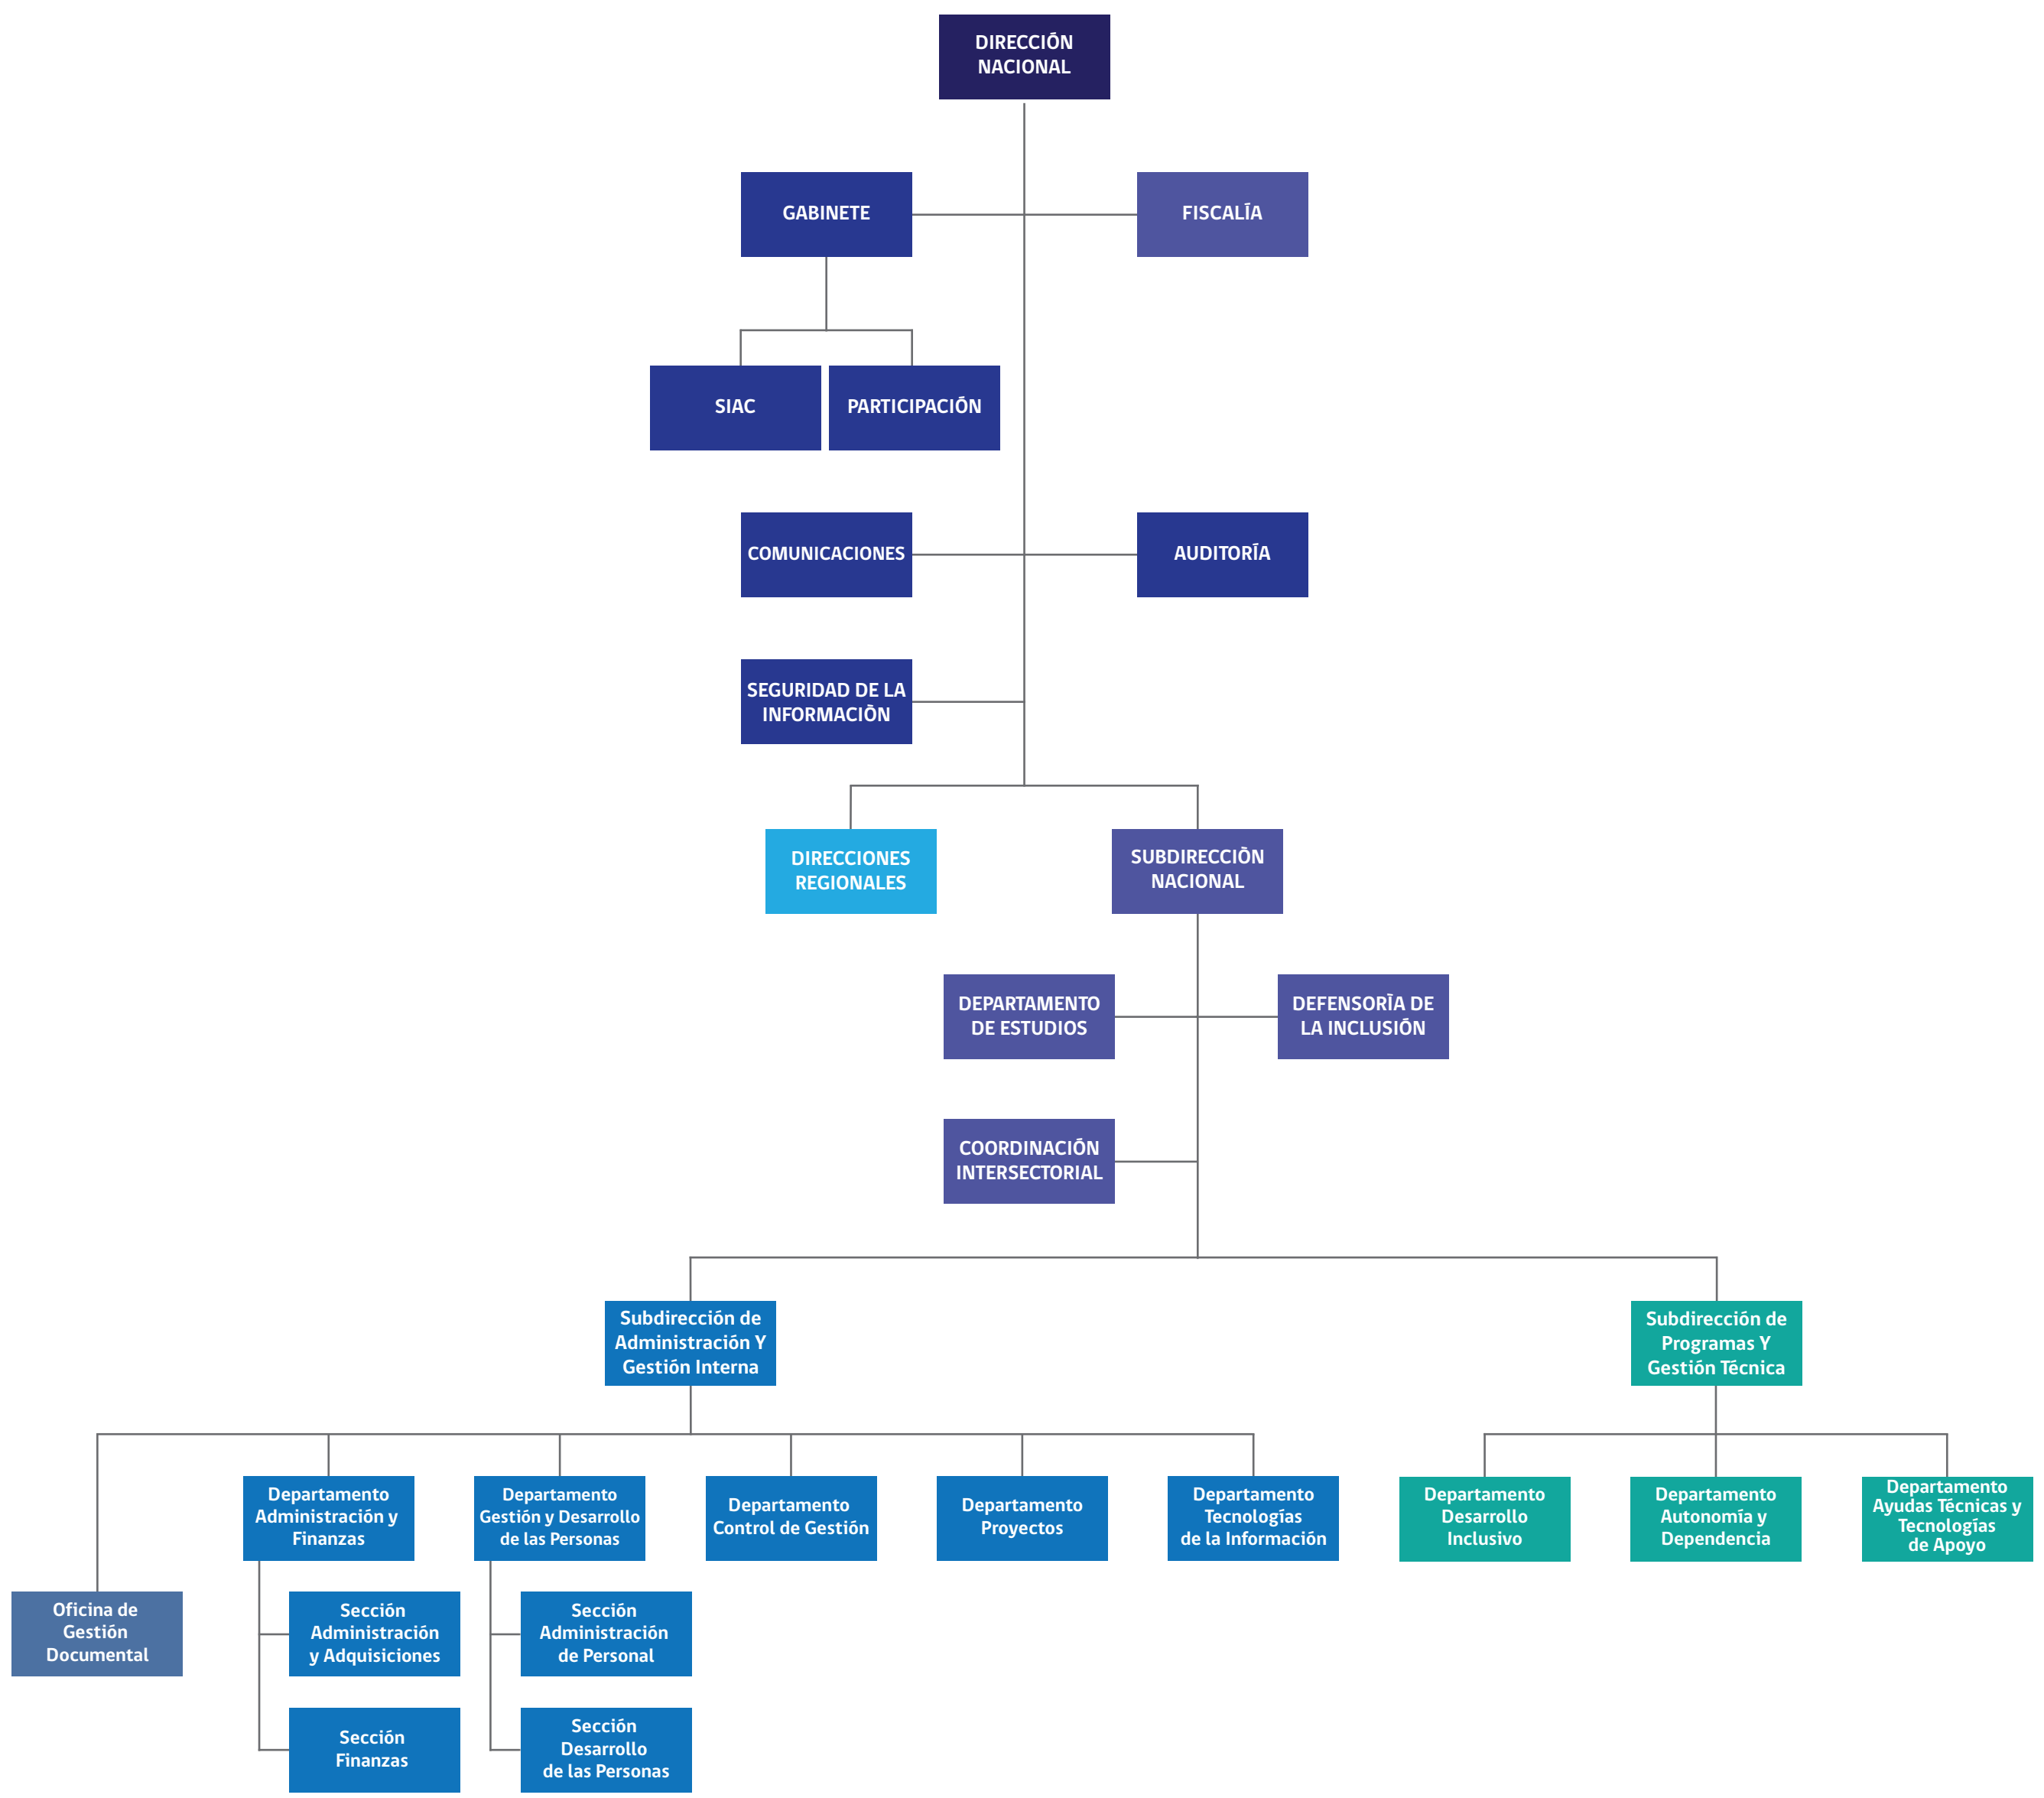 DIRECCIÓN
NACIONAL
GABINETE
FISCALÍA
SIAC
PARTICIPACIÓN
COMUNICACIONES
AUDITORÍA
SEGURIDAD DE LA
INFORMACIÒN
DIRECCIONES
REGIONALES
SUBDIRECCIÒN
NACIONAL
DEPARTAMENTO
DE ESTUDIOS
DEFENSORÌA DE
LA INCLUSIÓN
COORDINACIÓN
INTERSECTORIAL
Subdirección de
Administración Y
Gestión Interna
Subdirección de
Programas Y
Gestión Técnica
Departamento
Administración y
Finanzas
Departamento
Gestión y Desarrollo
de las Personas
Departamento
Control de Gestión
Departamento
Proyectos
Departamento
Tecnologías
de la Información
Departamento
Desarrollo
Inclusivo
Departamento
Autonomía y
Dependencia
Departamento
Ayudas Técnicas y
Tecnologías
de Apoyo
Oficina de
Gestión
Documental
Sección
Administración
y Adquisiciones
Sección
Administración
de Personal
Sección
Finanzas
Sección
Desarrollo
de las Personas